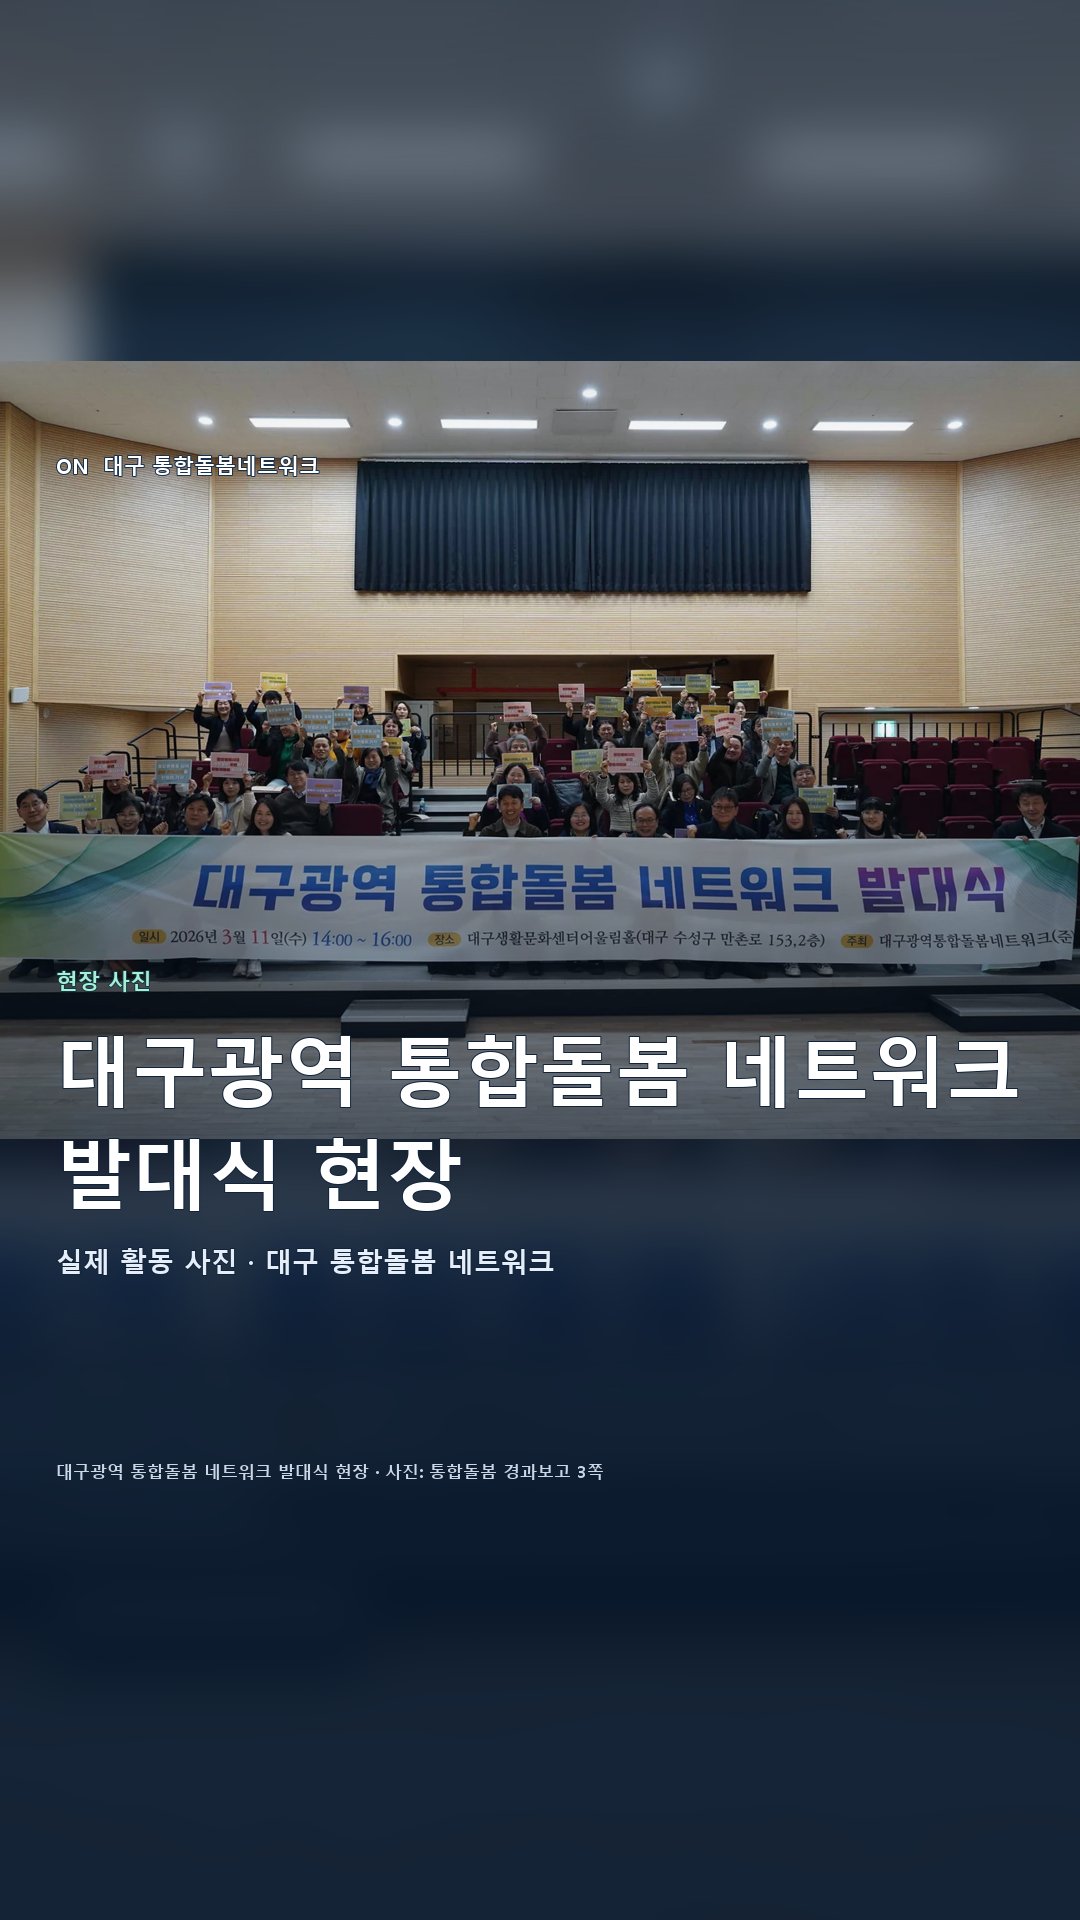 ON 대구 통합돌봄네트워크
대구광역 통합돌봄 네트워크 발대식
일시 2026년 3월 11일(수) 14:00 ~ 16:00 장소 대구생활문화센터어울림홀(대구 수성구 만촌로 153,2층) 주최 대구광역통합돌봄네트워크(준)
현장 사진
대구광역 통합돌봄 네트워크
발대식 현장
실제 활동 사진 · 대구 통합돌봄 네트워크
대구광역 통합돌봄 네트워크 발대식 현장 · 사진: 통합돌봄 경과보고 3쪽